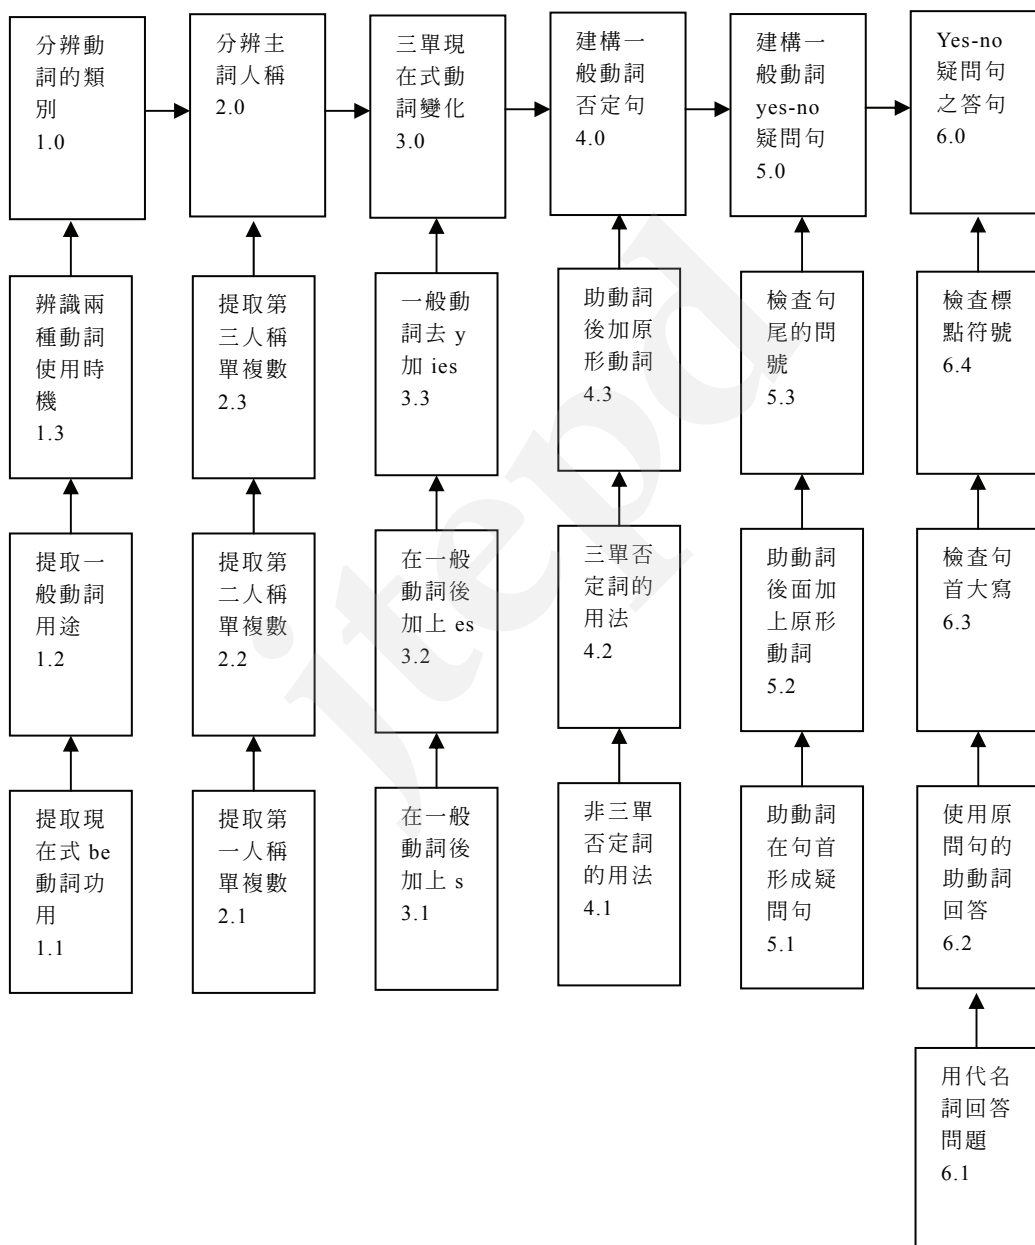 分辨動
詞的類
別
1.0
分辨主
詞人稱
2.0
三單現
在式動
詞變化
3.0
建構一
般動詞
否定句
4.0
建構一
般動詞
yes-no
疑問句
5.0
Yes-no
疑問句
之答句
6.0
辨識兩
種動詞
使用時
機
1.3
提取第
三人稱
單複數
2.3
一般動
詞去 y
加 ies
3.3
助動詞
後加原
形動詞
4.3
檢查句
尾的問
號
5.3
檢查標
點符號
6.4
提取一
般動詞
用途
1.2
提取第
二人稱
單複數
2.2
在一般
動詞後
加上 es
3.2
三單否
定詞的
用法
4.2
助動詞
後面加
上原形
動詞
5.2
檢查句
首大寫
6.3
提取現
在式 be
動詞功
用
1.1
提取第
一人稱
單複數
2.1
在一般
動詞後
加上 s
3.1
非三單
否定詞
的用法
4.1
助動詞
在句首
形成疑
問句
5.1
使用原
問句的
助動詞
回答
6.2
用代名
詞回答
問題
6.1
jtepd